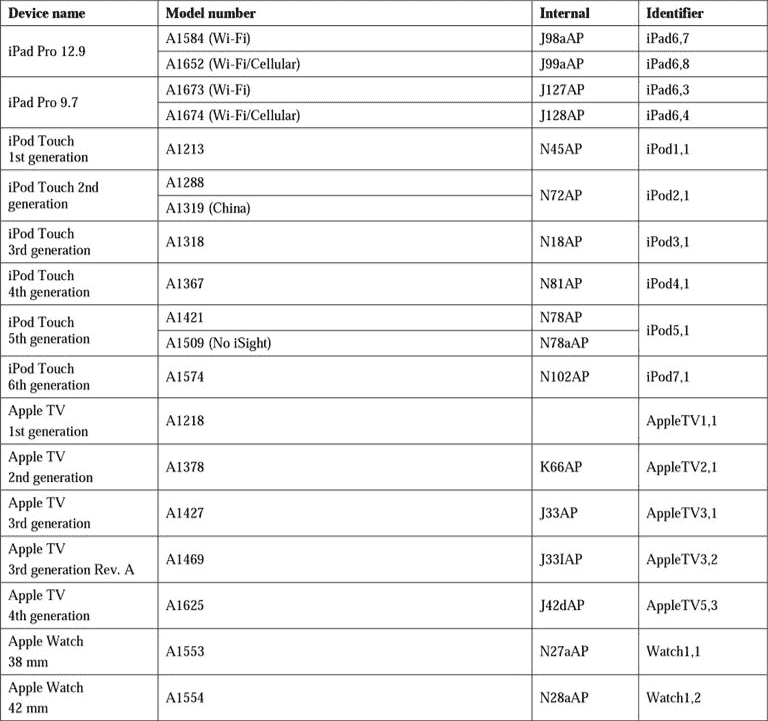 Device name Model number Internal Identifier
iPad Pro 12.9
A1584 (Wi-Fi) J98aAP iPad6,7
A1652 (Wi-Fi/Cellular) J99aAP iPad6,8
iPad Pro 9.7
A1673 (Wi-Fi) J127AP iPad6,3
A1674 (Wi-Fi/Cellular) J128AP iPad6,4
iPod Touch
1st generation
A1213 N45AP iPod1,1
iPod Touch 2nd
generation
A1288
A1319 (China)
N72AP iPod2,1
iPod Touch
3rd generation
A1318 N18AP iPod3,1
iPod Touch
4th generation
A1367 N81AP iPod4,1
iPod Touch
5th generation
A1421 N78AP
A1509 (No iSight) N78aAP
iPod5,1
iPod Touch
6th generation
A1574 N102AP iPod7,1
Apple TV
1st generation
A1218 AppleTV1,1
Apple TV
2nd generation
A1378 K66AP AppleTV2,1
Apple TV
3rd generation
A1427 J33AP AppleTV3,1
Apple TV
3rd generation Rev. A
A1469 J33IAP AppleTV3,2
Apple TV
4th generation
A1625 J42dAP AppleTV5,3
Apple Watch
38 mm
A1553 N27aAP Watch1,1
Apple Watch
42 mm
A1554 N28aAP Watch1,2